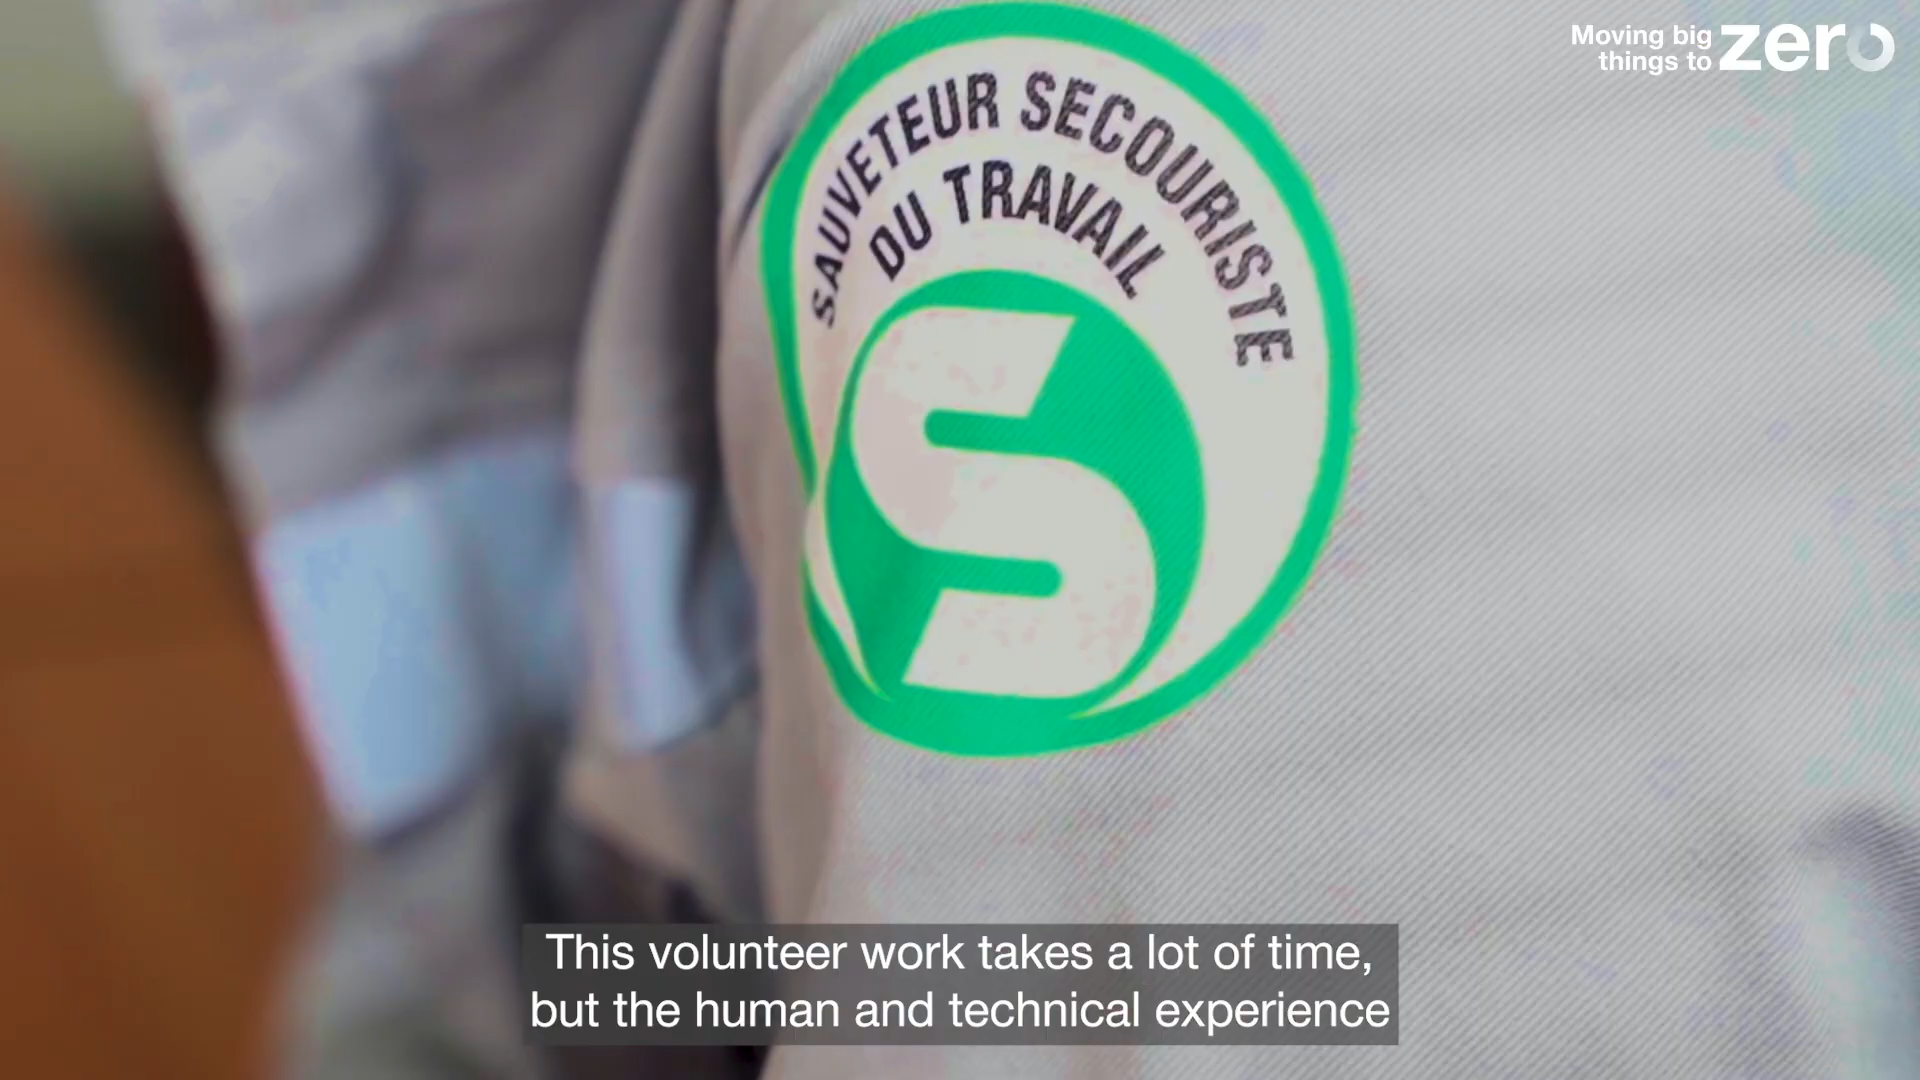 Moving big
things to zero
SAUVETEUR SECOURISTE
DU TRAVAIL
S
This volunteer work takes a lot of time,
but the human and technical experience